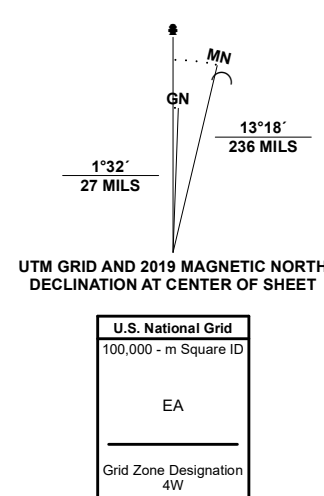 MN
GN
13°18´
236 MILS
1°32´
27 MILS
UTM GRID AND 2019 MAGNETIC NORTH
DECLINATION AT CENTER OF SHEET
U.S. National Grid
100,000 - m Square ID
EA
Grid Zone Designation
4W